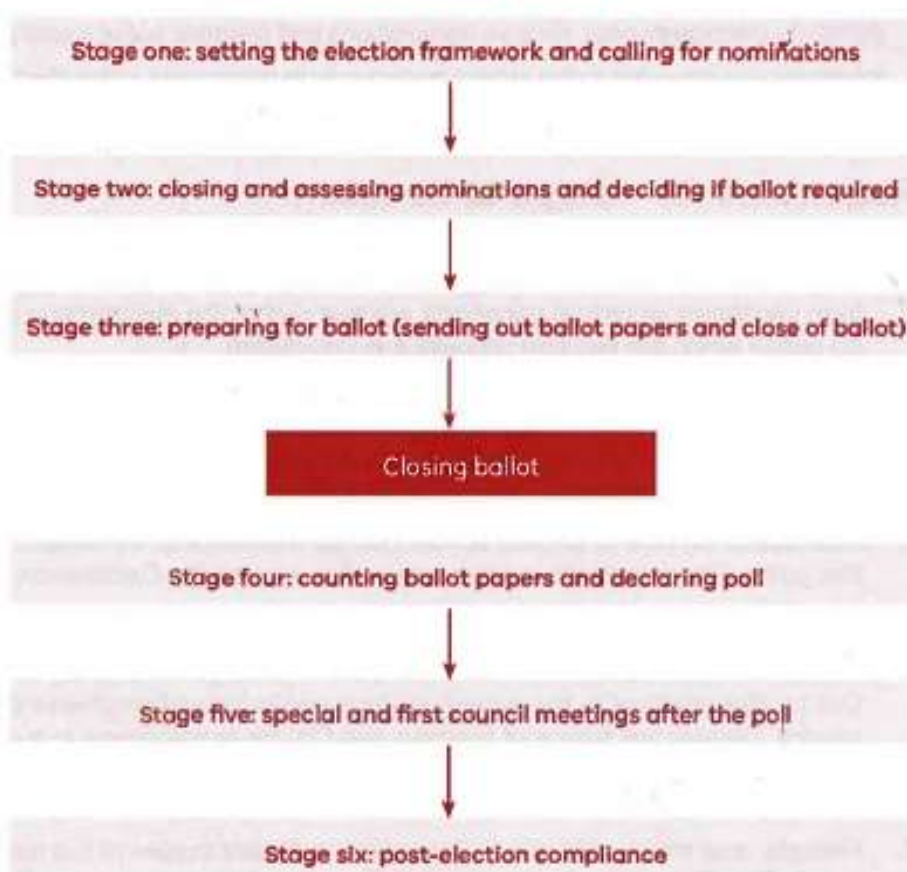 Stage one: setting the election framework and calling for nominations
Stage two: closing and assessing nominations and deciding if ballot required
Stage three: preparing for ballot (sending out ballot papers and close of ballot)
Closing ballot
Stage four: counting ballot papers and declaring poll
Stage five: special and first council meetings after the poll
Stage six: post-election compliance